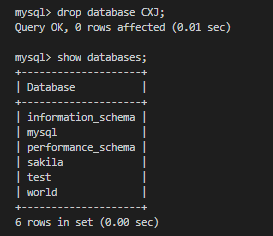 mysql> drop database CXJ;
Query OK, 0 rows affected (0.01 sec)
mysql> show databases;
+--------------------+
| Database           |
+--------------------+
| information_schema |
| mysql              |
| performance_schema |
| sakila             |
| test               |
| world              |
+--------------------+
6 rows in set (0.00 sec)